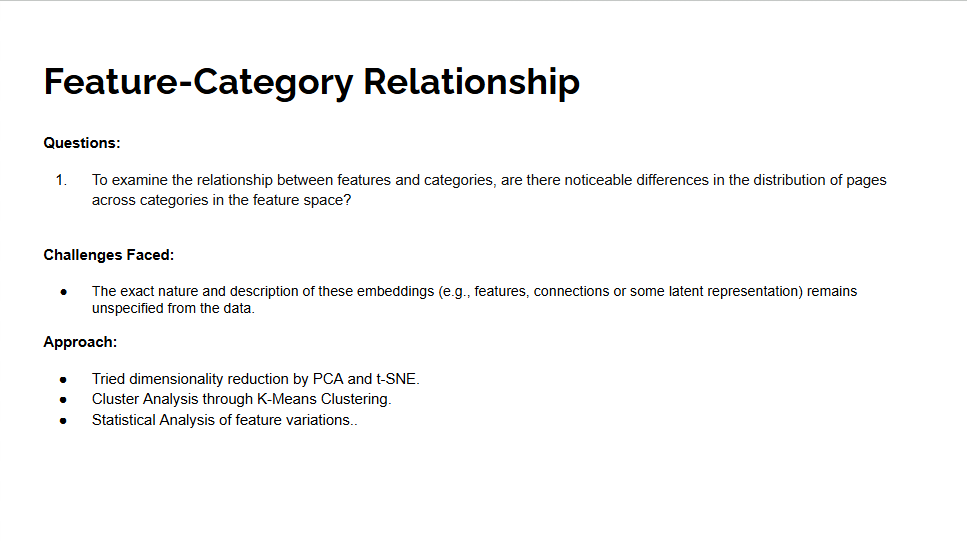 Feature-Category Relationship
Questions:
1. To examine the relationship between features and categories, are there noticeable differences in the distribution of pages
across categories in the feature space?
Challenges Faced:
● The exact nature and description of these embeddings (e.g., features, connections or some latent representation) remains
unspecified from the data.
Approach:
● Tried dimensionality reduction by PCA and t-SNE.
● Cluster Analysis through K-Means Clustering.
● Statistical Analysis of feature variations..